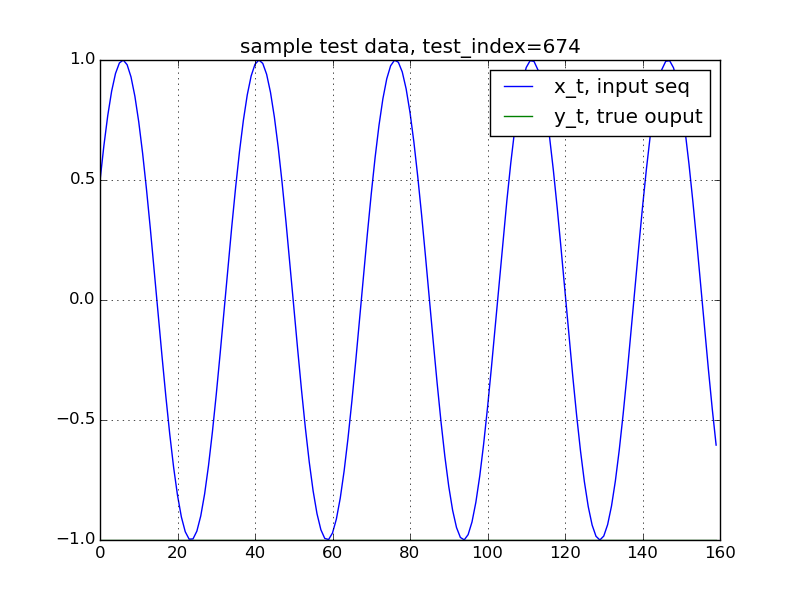 sample test data, test_index=674
x_t, input seq
y_t, true ouput
1.0
0.5
0.0
−0.5
−1.0
0 20 40 60 80 100 120 140 160